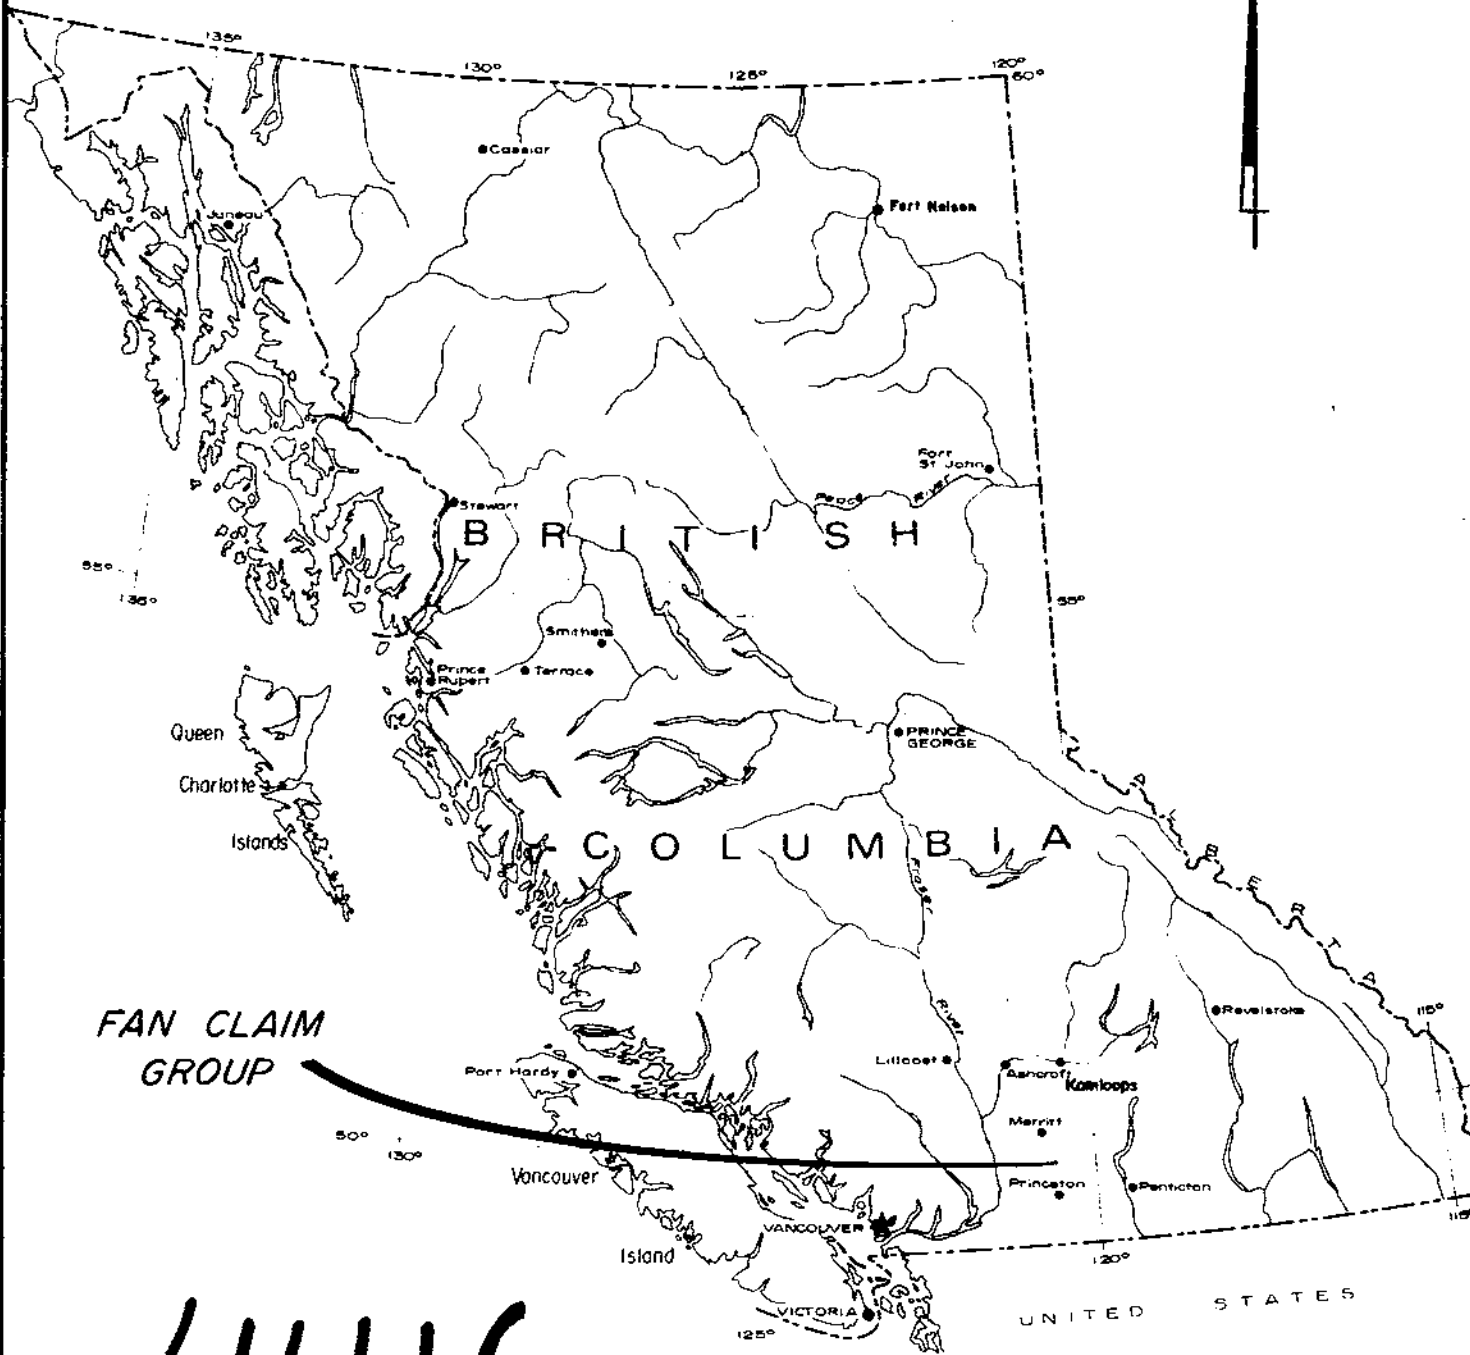 135°
130°
125°
120°
60°
Cassiar
Juneau
Fort Nelson
Fort
St John
Peace River
Stewart
BRITISH
55°
135°
55°
Smithers
Terrace
Prince
Rupert
Queen
Charlotte
Islands
PRINCE
GEORGE
COLUMBIA
ALBERTA
Fraser
River
FAN CLAIM
GROUP
Port Hardy
Lillooet
Ashcroft
Kamloops
Revelstoke
115°
Merritt
50°
130°
Vancouver
Island
Princeton
Penticton
VANCOUVER
VICTORIA
125°
120°
115°
UNITED STATES